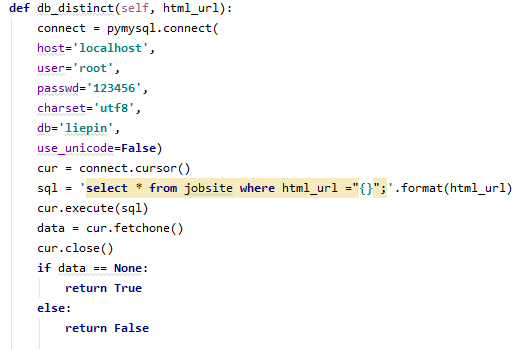 def db_distinct(self, html_url):
    connect = pymysql.connect(
    host='localhost',
    user='root',
    passwd='123456',
    charset='utf8',
    db='liepin',
    use_unicode=False)
    cur = connect.cursor()
    sql = 'select * from jobsite where html_url ="{}";'.format(html_url)
    cur.execute(sql)
    data = cur.fetchone()
    cur.close()
    if data == None:
        return True
    else:
        return False